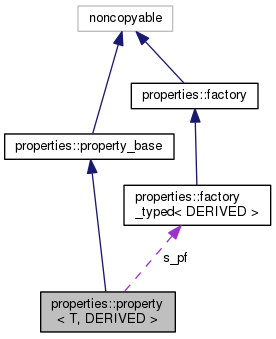 noncopyable
properties::factory
properties::property_base
properties::factory
_typed< DERIVED >
s_pf
properties::property
< T, DERIVED >